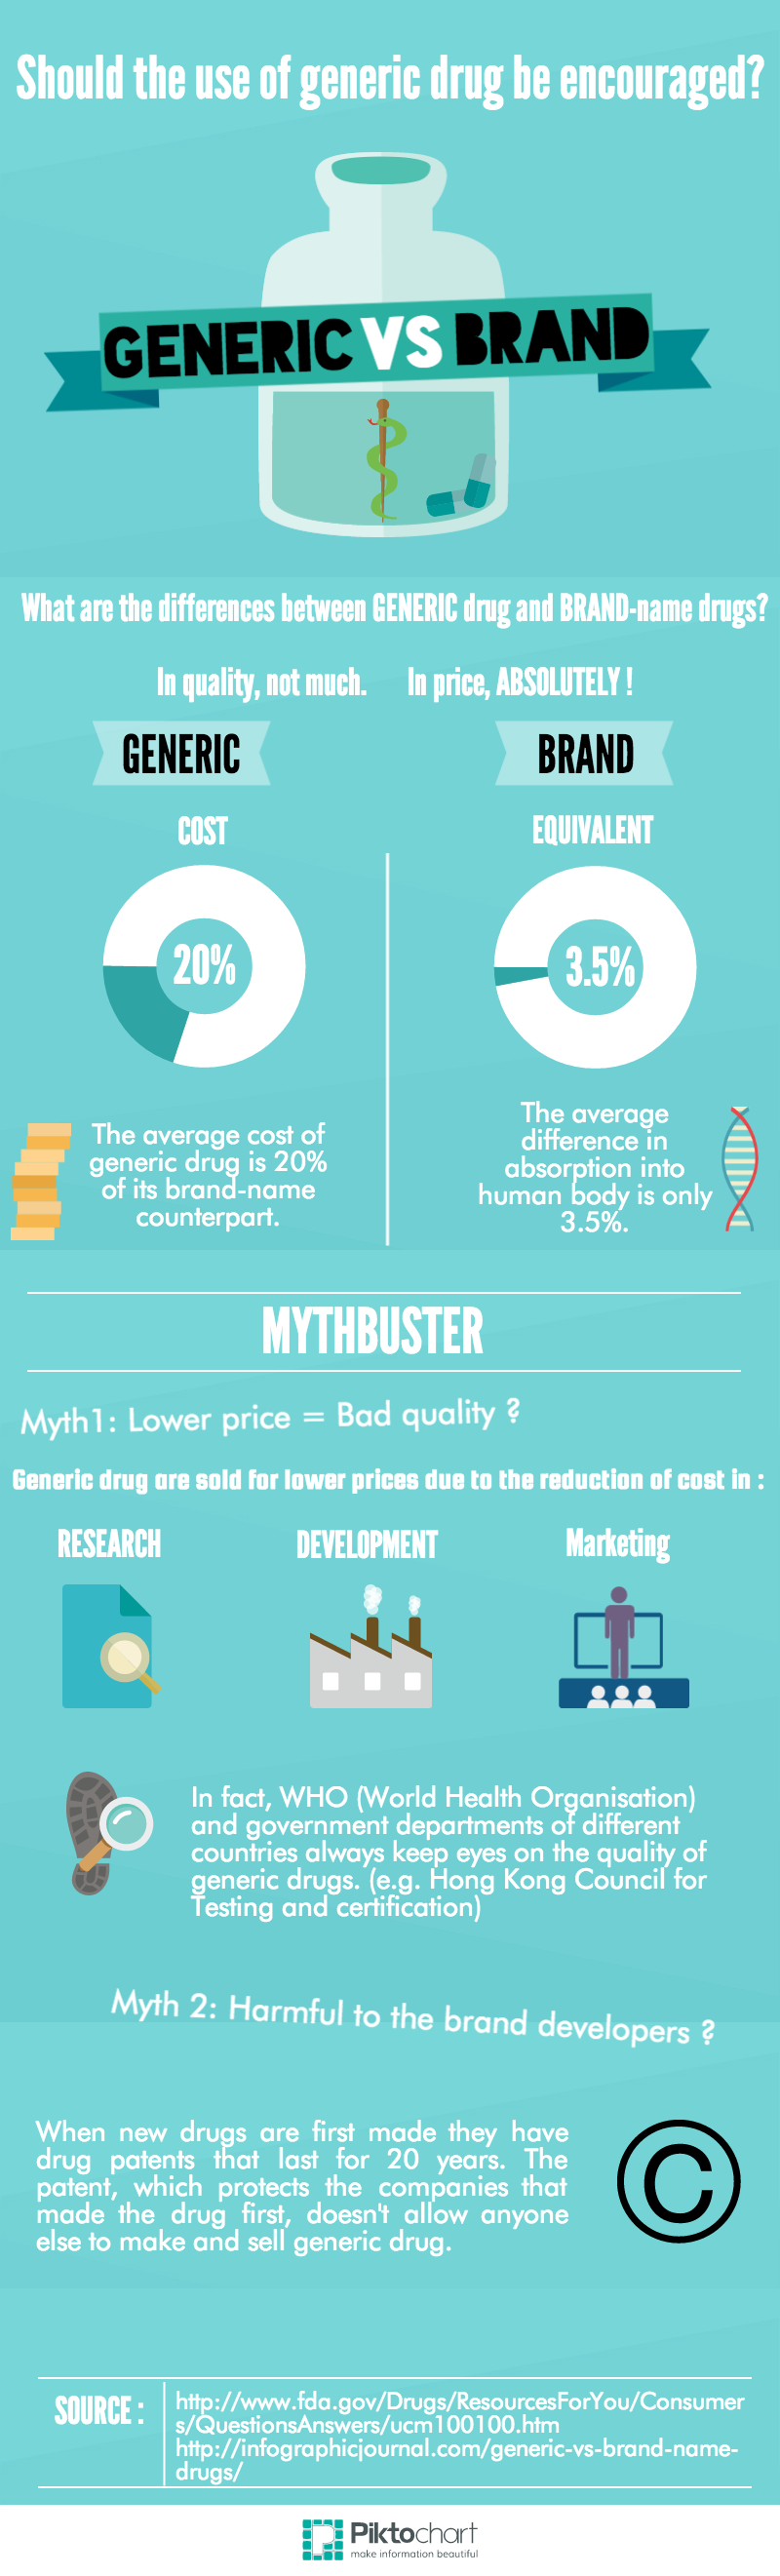 Should the use of generic drug be encouraged?
GENERIC VS BRAND
What are the differences between GENERIC drug and BRAND-name drugs?
In quality, not much. In price, ABSOLUTELY !
GENERIC
BRAND
COST
EQUIVALENT
20%
3.5%
The average cost of
generic drug is 20%
of its brand-name
counterpart.
The average
difference in
absorption into
human body is only
3.5%.
MYTHBUSTER
Myth1: Lower price = Bad quality ?
Generic drug are sold for lower prices due to the reduction of cost in :
RESEARCH
DEVELOPMENT
Marketing
In fact, WHO (World Health Organisation)
and government departments of different
countries always keep eyes on the quality of
generic drugs. (e.g. Hong Kong Council for
Testing and certification)
Myth 2: Harmful to the brand developers ?
When new drugs are first made they have
drug patents that last for 20 years. The
patent, which protects the companies that
made the drug first, doesn't allow anyone
else to make and sell generic drug.
©
SOURCE :
http://www.fda.gov/Drugs/ResourcesForYou/Consumer
s/QuestionsAnswers/ucm100100.htm
http://infographicjournal.com/generic-vs-brand-name-
drugs/
Piktochart
make information beautiful